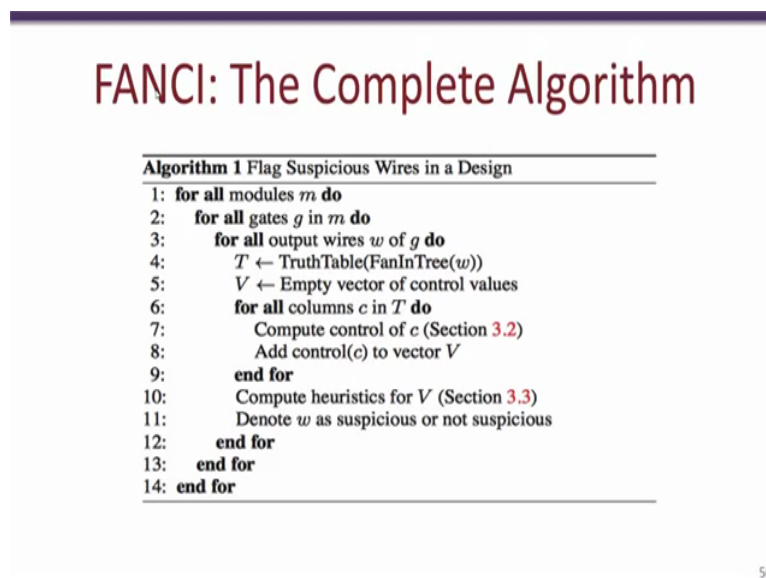 FANCI: The Complete Algorithm
Algorithm 1 Flag Suspicious Wires in a Design
1: for all modules m do
2: for all gates g in m do
3: for all output wires w of g do
4: T ← TruthTable(FanInTree(w))
5: V ← Empty vector of control values
6: for all columns c in T do
7: Compute control of c (Section 3.2)
8: Add control(c) to vector V
9: end for
10: Compute heuristics for V (Section 3.3)
11: Denote w as suspicious or not suspicious
12: end for
13: end for
14: end for